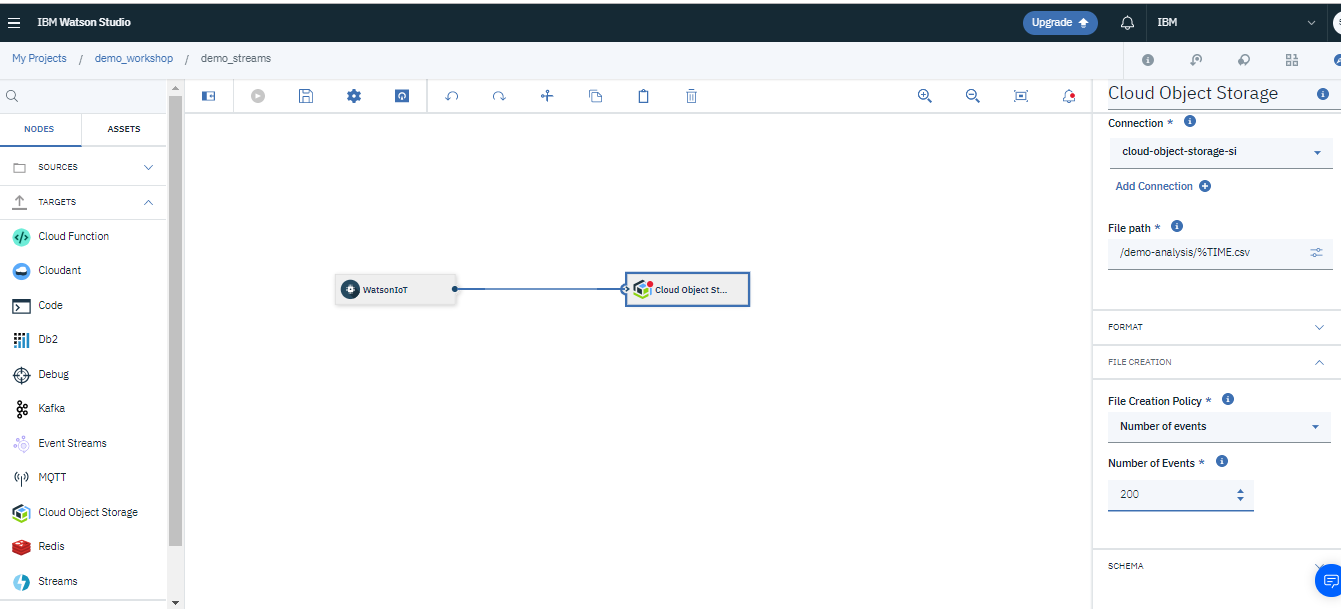 IBM Watson Studio
Upgrade
IBM
My Projects / demo_workshop / demo_streams
NODES
ASSETS
SOURCES
TARGETS
Cloud Function
Cloudant
Code
Db2
Debug
Kafka
Event Streams
MQTT
Cloud Object Storage
Redis
Streams
WatsonIoT
Cloud Object St...
Cloud Object Storage
Connection *
cloud-object-storage-si
Add Connection
File path *
/demo-analysis/%TIME.csv
FORMAT
FILE CREATION
File Creation Policy *
Number of events
Number of Events *
200
SCHEMA